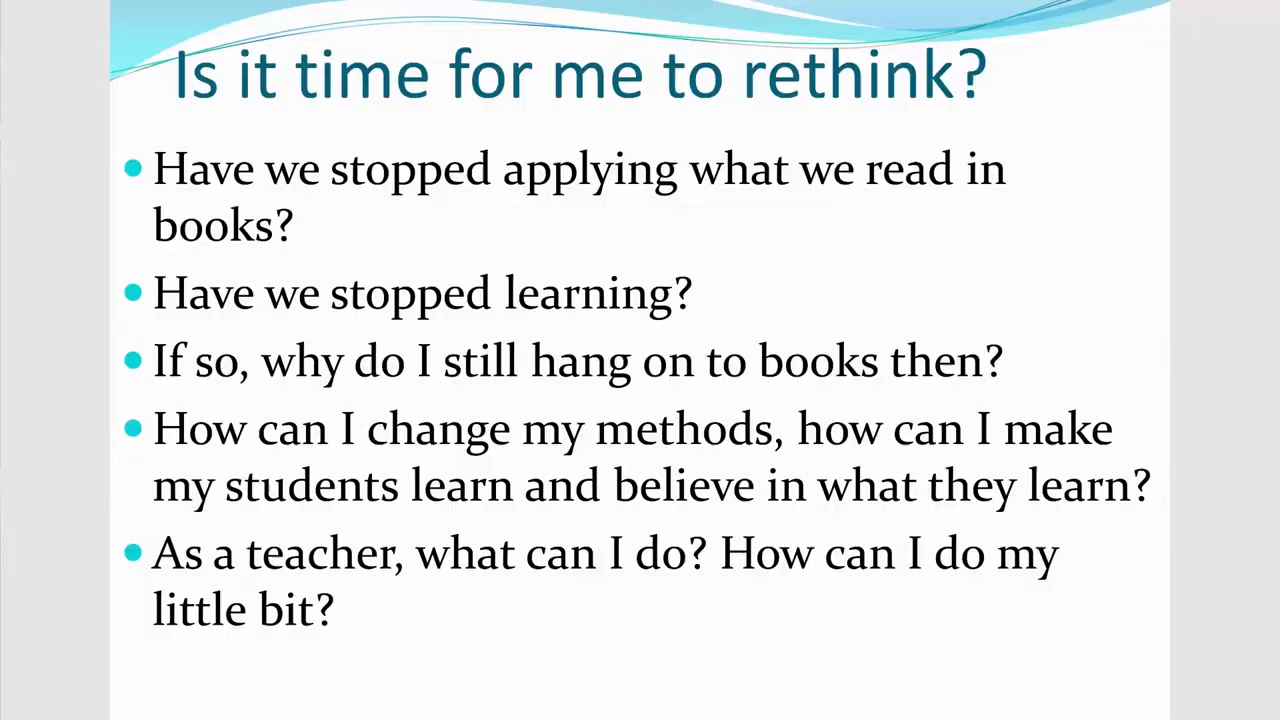 Is it time for me to rethink?
Have we stopped applying what we read in
books?
Have we stopped learning?
If so, why do I still hang on to books then?
How can I change my methods, how can I make
my students learn and believe in what they learn?
As a teacher, what can I do? How can I do my
little bit?